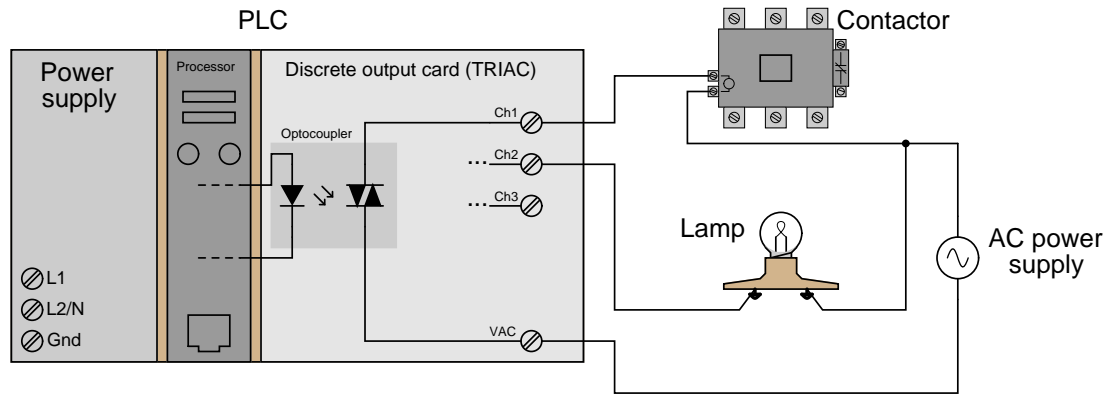 PLC
Contactor
Power
supply
Processor
Discrete output card (TRIAC)
Ch1
Optocoupler
Ch2
Ch3
Lamp
AC power
supply
L1
L2/N
Gnd
VAC